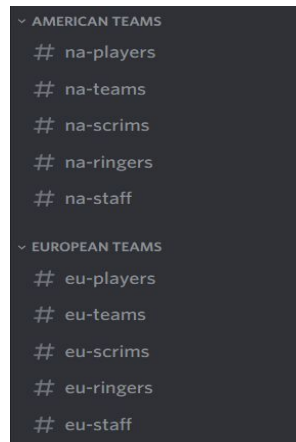 AMERICAN TEAMS
# na-players
# na-teams
# na-scrims
# na-ringers
# na-staff
EUROPEAN TEAMS
# eu-players
# eu-teams
# eu-scrims
# eu-ringers
# eu-staff